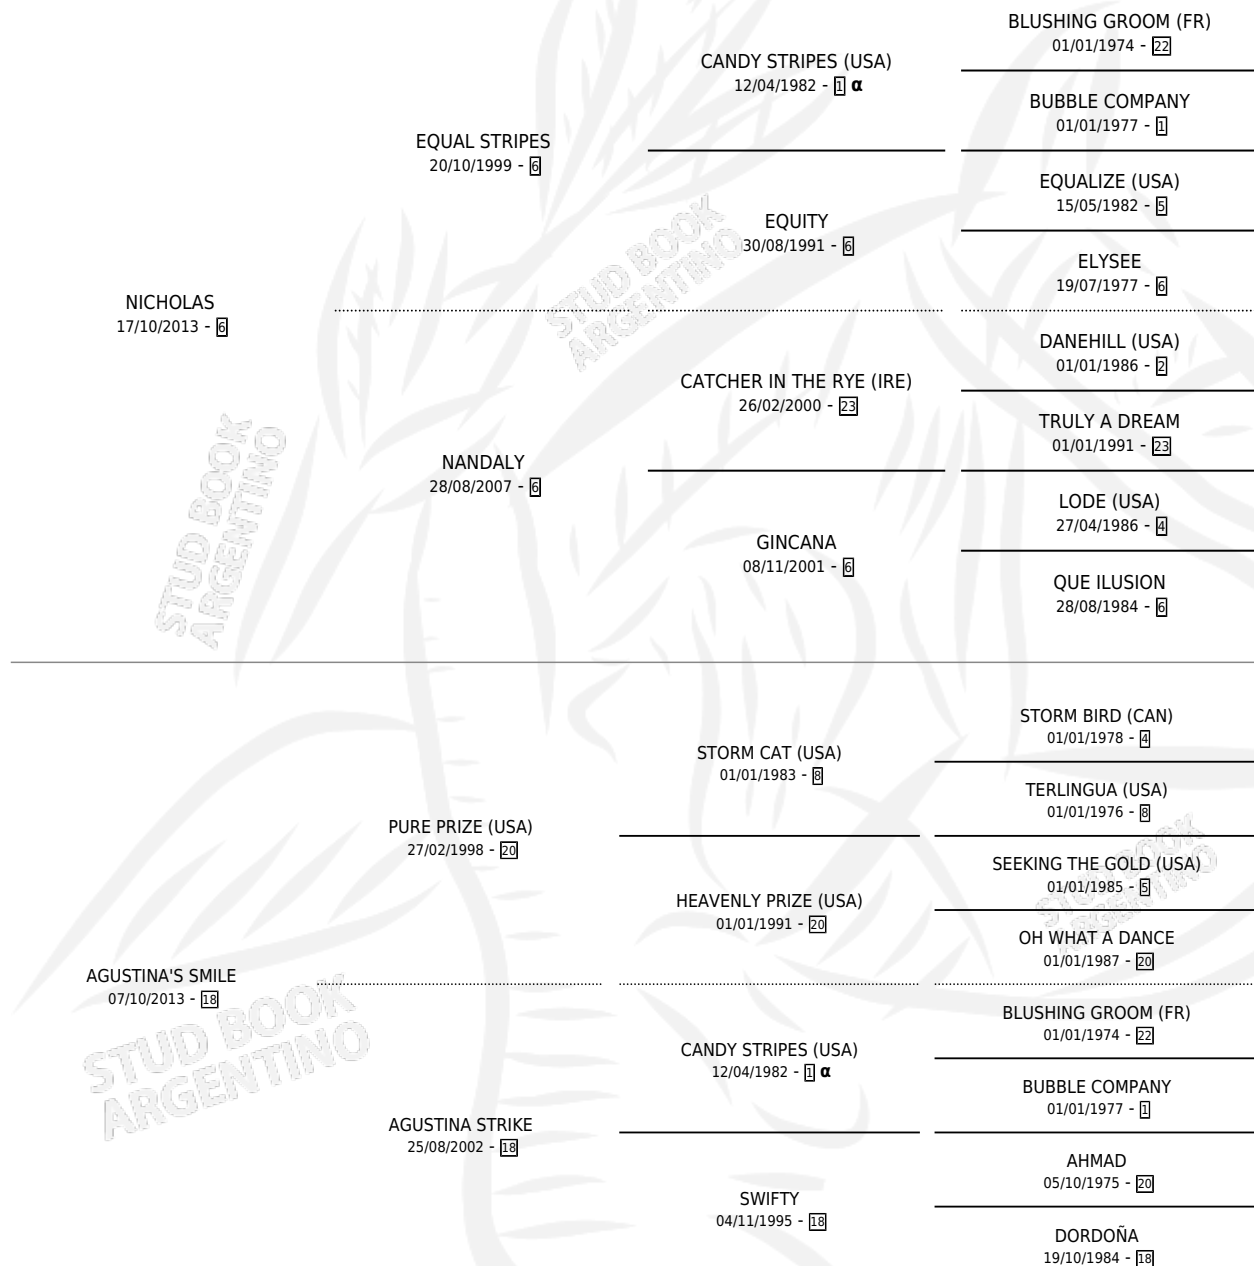 BLUSHING GROOM (FR)
01/01/1974 - 22
CANDY STRIPES (USA)
12/04/1982 - 1 α
BUBBLE COMPANY
01/01/1977 - 1
EQUAL STRIPES
20/10/1999 - 6
EQUALIZE (USA)
15/05/1982 - 5
EQUITY
30/08/1991 - 6
ELYSEE
19/07/1977 - 6
NICHOLAS
17/10/2013 - 6
DANEHILL (USA)
01/01/1986 - 2
CATCHER IN THE RYE (IRE)
26/02/2000 - 23
TRULY A DREAM
01/01/1991 - 23
NANDALY
28/08/2007 - 6
LODE (USA)
27/04/1986 - 4
GINCANA
08/11/2001 - 6
QUE ILUSION
28/08/1984 - 6
STORM BIRD (CAN)
01/01/1978 - 4
STORM CAT (USA)
01/01/1983 - 8
TERLINGUA (USA)
01/01/1976 - 8
PURE PRIZE (USA)
27/02/1998 - 20
SEEKING THE GOLD (USA)
01/01/1985 - 5
HEAVENLY PRIZE (USA)
01/01/1991 - 20
OH WHAT A DANCE
01/01/1987 - 20
AGUSTINA'S SMILE
07/10/2013 - 18
BLUSHING GROOM (FR)
01/01/1974 - 22
CANDY STRIPES (USA)
12/04/1982 - 1 α
BUBBLE COMPANY
01/01/1977 - 1
AGUSTINA STRIKE
25/08/2002 - 18
AHMAD
05/10/1975 - 20
SWIFTY
04/11/1995 - 18
DORDOÑA
19/10/1984 - 18
STUD BOOK
ARGENTINO
STUD BOOK
ARGENTINO
STUD BOOK
ARGENTINO
STUD BOOK
ARGENTINO